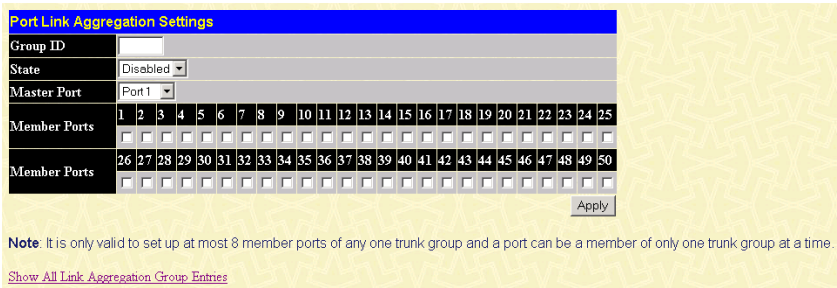 Port Link Aggregation Settings
Group ID
State Disabled
Master Port Port 1
Member Ports 1 2 3 4 5 6 7 8 9 10 11 12 13 14 15 16 17 18 19 20 21 22 23 24 25
Member Ports 26 27 28 29 30 31 32 33 34 35 36 37 38 39 40 41 42 43 44 45 46 47 48 49 50
Apply
Note: It is only valid to set up at most 8 member ports of any one trunk group and a port can be a member of only one trunk group at a time.
Show All Link Aggregation Group Entries